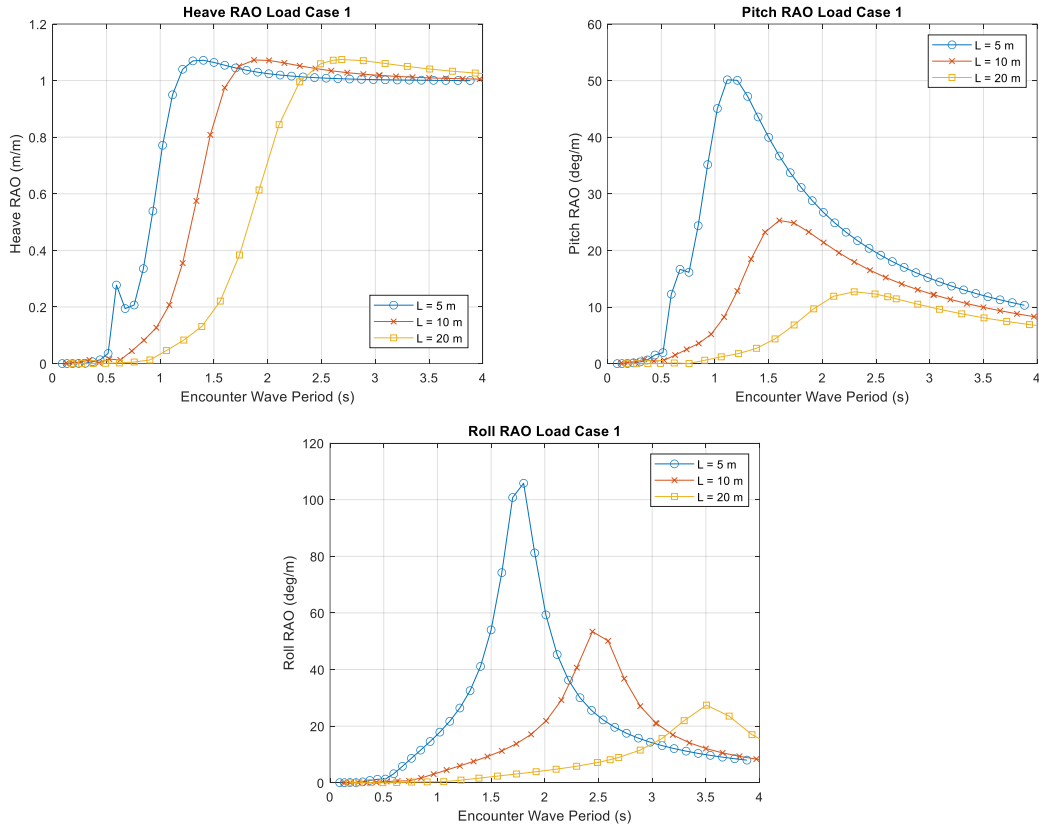 Heave RAO Load Case 1
Heave RAO (m/m)
1.2
1
0.8
0.6
0.4
0.2
0
0 0.5 1 1.5 2 2.5 3 3.5 4
Encounter Wave Period (s)
L = 5 m
L = 10 m
L = 20 m
Pitch RAO Load Case 1
Pitch RAO (deg/m)
60
50
40
30
20
10
0
0 0.5 1 1.5 2 2.5 3 3.5 4
Encounter Wave Period (s)
L = 5 m
L = 10 m
L = 20 m
Roll RAO Load Case 1
Roll RAO (deg/m)
120
100
80
60
40
20
0
0 0.5 1 1.5 2 2.5 3 3.5 4
Encounter Wave Period (s)
L = 5 m
L = 10 m
L = 20 m